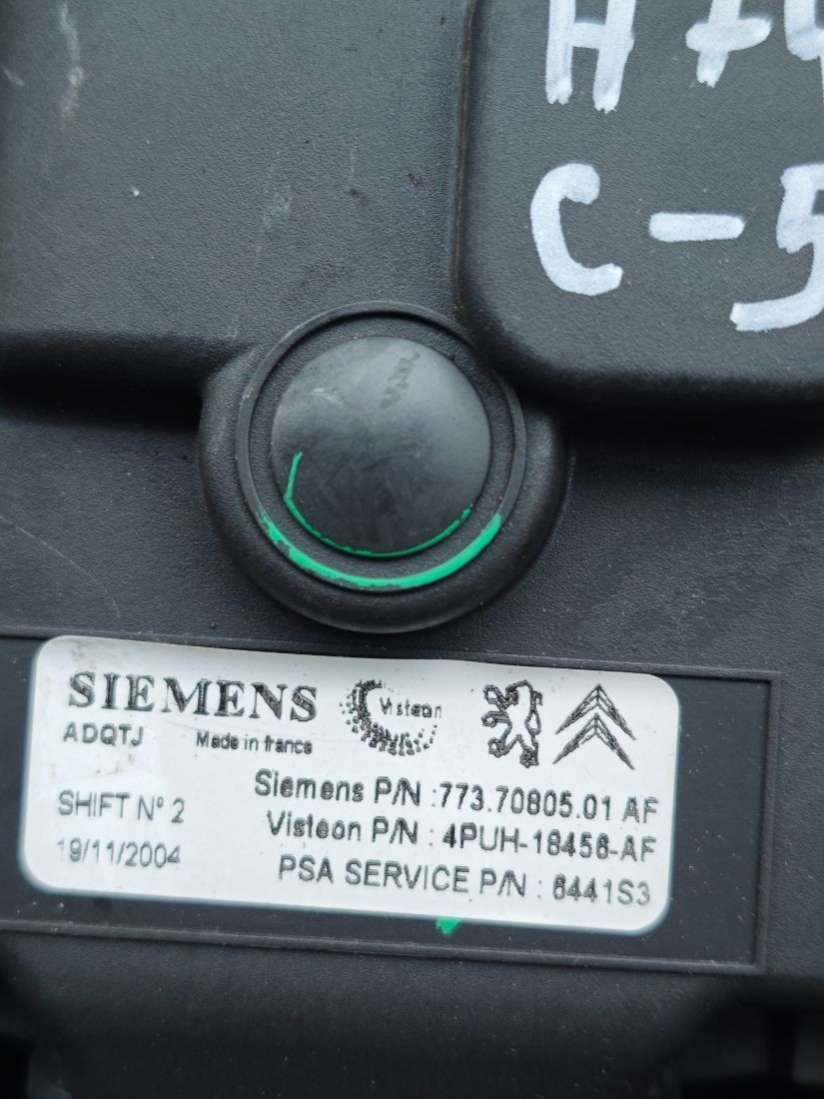 C-5
SIEMENS
Visteon
ADQTJ
Made in france
Siemens P/N :773.70805.01 AF
SHIFT N° 2
Visteon P/N : 4PUH-18456-AF
19/11/2004
PSA SERVICE P/N : 6441S3